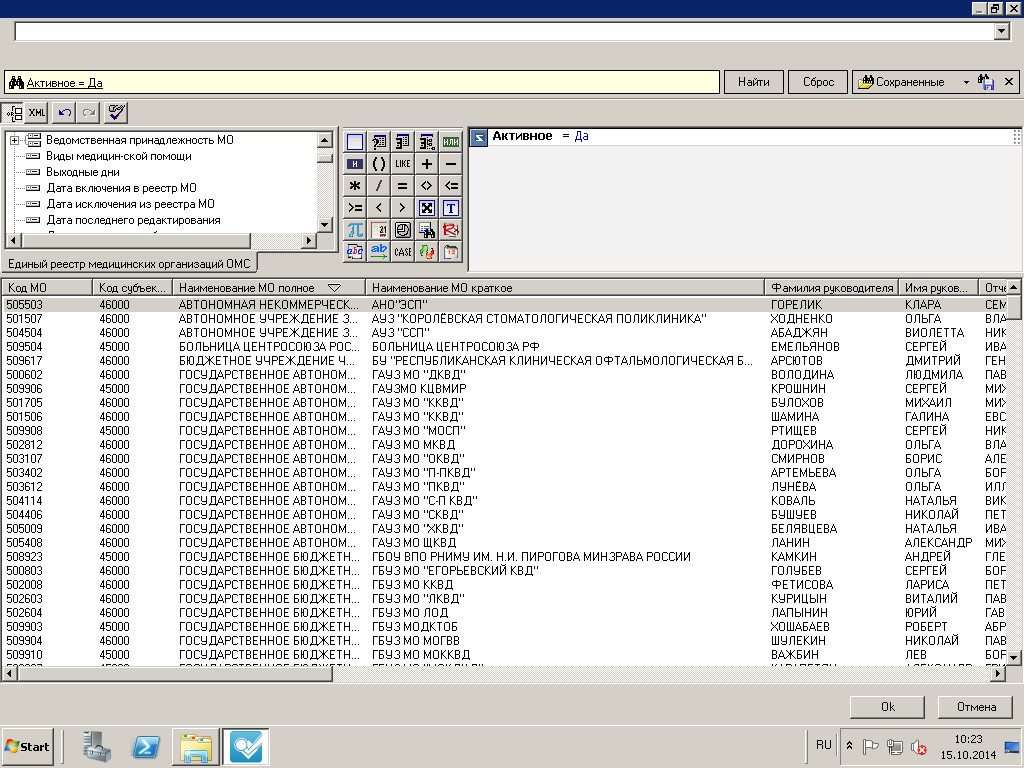 Активное = Да
Найти
Сброс
Сохраненные
XML
Ведомственная принадлежность МО
Виды медицин-ской помощи
Выходные дни
Дата включения в реестр МО
Дата исключения из реестра МО
Дата последнего редактирования
Единый реестр медицинских организаций ОМС
ИЛИ
И ( ) LIKE + −
* / = <> <=
>= < > T
π 21
abc ab CASE 12
Активное = Да
Код МО Код субъек... Наименование МО полное Наименование МО краткое Фамилия руководителя Имя руков... Отче
505503 46000 АВТОНОМНАЯ НЕКОММЕРЧЕСК... АНО"ЭСП" ГОРЕЛИК КЛАРА СЕМ
501507 46000 АВТОНОМНОЕ УЧРЕЖДЕНИЕ З... АУЗ "КОРОЛЁВСКАЯ СТОМАТОЛОГИЧЕСКАЯ ПОЛИКЛИНИКА" ХОДНЕНКО ОЛЬГА ВЛА
504504 46000 АВТОНОМНОЕ УЧРЕЖДЕНИЕ З... АУЗ "ССП" АБАДЖЯН ВИОЛЕТТА НИК
509504 45000 БОЛЬНИЦА ЦЕНТРОСОЮЗА РОС... БОЛЬНИЦА ЦЕНТРОСОЮЗА РФ ЕМЕЛЬЯНОВ СЕРГЕЙ ИВА
509617 46000 БЮДЖЕТНОЕ УЧРЕЖДЕНИЕ Ч... БУ "РЕСПУБЛИКАНСКАЯ КЛИНИЧЕСКАЯ ОФТАЛЬМОЛОГИЧЕСКАЯ Б... АРСЮТОВ ДМИТРИЙ ГЕН
500602 46000 ГОСУДАРСТВЕННОЕ АВТОНОМ... ГАУЗ МО "ДКВД" ВОЛОДИНА ЛЮДМИЛА ПАВ
509906 45000 ГОСУДАРСТВЕННОЕ АВТОНОМ... ГАУЗМО КЦВМИР КРОШНИН СЕРГЕЙ МИХ
501705 46000 ГОСУДАРСТВЕННОЕ АВТОНОМ... ГАУЗ МО "ККВД" БУЛОХОВ МИХАИЛ МИХ
501506 46000 ГОСУДАРСТВЕННОЕ АВТОНОМ... ГАУЗ МО "ККВД" ШАМИНА ГАЛИНА ЕВС
509908 45000 ГОСУДАРСТВЕННОЕ АВТОНОМ... ГАУЗ МО "МОСП" РТИЩЕВ СЕРГЕЙ НИК
502812 46000 ГОСУДАРСТВЕННОЕ АВТОНОМ... ГАУЗ МО МКВД ДОРОХИНА ОЛЬГА ВЛА
503107 46000 ГОСУДАРСТВЕННОЕ АВТОНОМ... ГАУЗ МО "ОКВД" СМИРНОВ БОРИС АЛЕ
503402 46000 ГОСУДАРСТВЕННОЕ АВТОНОМ... ГАУЗ МО "П-ПКВД" АРТЕМЬЕВА ОЛЬГА БОР
503612 46000 ГОСУДАРСТВЕННОЕ АВТОНОМ... ГАУЗ МО "ПКВД" ЛУНЁВА ОЛЬГА ИЛЛ
504114 46000 ГОСУДАРСТВЕННОЕ АВТОНОМ... ГАУЗ МО "С-П КВД" КОВАЛЬ НАТАЛЬЯ ВИК
504406 46000 ГОСУДАРСТВЕННОЕ АВТОНОМ... ГАУЗ МО "СКВД" БУШУЕВ НИКОЛАЙ ПЕТ
505009 46000 ГОСУДАРСТВЕННОЕ АВТОНОМ... ГАУЗ МО "ХКВД" БЕЛЯВЦЕВА НАТАЛЬЯ ИВА
505408 46000 ГОСУДАРСТВЕННОЕ АВТОНОМ... ГАУЗ МО ЩКВД ЛАНИН АЛЕКСАНДР МИХ
508923 45000 ГОСУДАРСТВЕННОЕ БЮДЖЕТН... ГБОУ ВПО РНИМУ ИМ. Н.И. ПИРОГОВА МИНЗРАВА РОССИИ КАМКИН АНДРЕЙ ГЛЕ
500803 46000 ГОСУДАРСТВЕННОЕ БЮДЖЕТН... ГБУЗ МО "ЕГОРЬЕВСКИЙ КВД" ГОЛУБЕВ СЕРГЕЙ БОР
502008 46000 ГОСУДАРСТВЕННОЕ БЮДЖЕТН... ГБУЗ МО ККВД ФЕТИСОВА ЛАРИСА ПЕТ
502603 46000 ГОСУДАРСТВЕННОЕ БЮДЖЕТН... ГБУЗ МО "ЛКВД" КУРИЦЫН ВИТАЛИЙ ПАВ
502604 46000 ГОСУДАРСТВЕННОЕ БЮДЖЕТН... ГБУЗ МО ЛОД ЛАПЫНИН ЮРИЙ ГАВ
509903 45000 ГОСУДАРСТВЕННОЕ БЮДЖЕТН... ГБУЗ МОДКТОБ ХОШАБАЕВ РОБЕРТ АБР
509904 46000 ГОСУДАРСТВЕННОЕ БЮДЖЕТН... ГБУЗ МО МОГВВ ШУЛЕКИН НИКОЛАЙ ПАВ
509910 45000 ГОСУДАРСТВЕННОЕ БЮДЖЕТН... ГБУЗ МО МОККВД ВАЖБИН ЛЕВ БОР
Ok
Отмена
Start
RU
10:23
15.10.2014